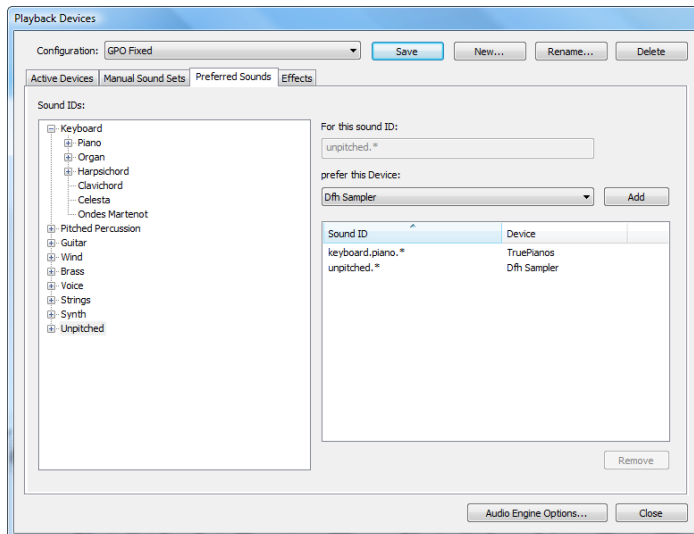 Playback Devices
Configuration: GPO Fixed Save New... Rename... Delete
Active Devices Manual Sound Sets Preferred Sounds Effects
Sound IDs:
Keyboard
Piano
Organ
Harpsichord
Clavichord
Celesta
Ondes Martenot
Pitched Percussion
Guitar
Wind
Brass
Voice
Strings
Synth
Unpitched
For this sound ID:
unpitched.*
prefer this Device:
Dfh Sampler Add
Sound ID Device
keyboard.piano.* TruePianos
unpitched.* Dfh Sampler
Remove
Audio Engine Options... Close